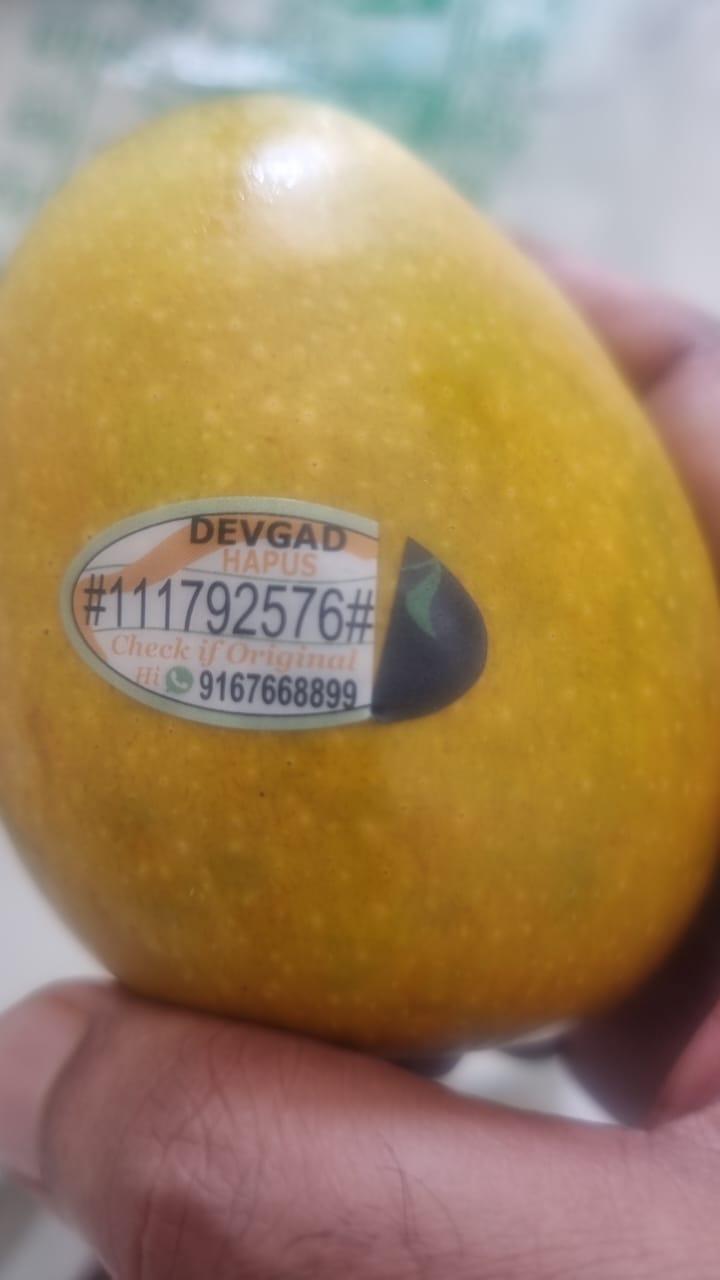 DEVGAD
HAPUS
#111792576#
Check if Original
Hi 9167668899